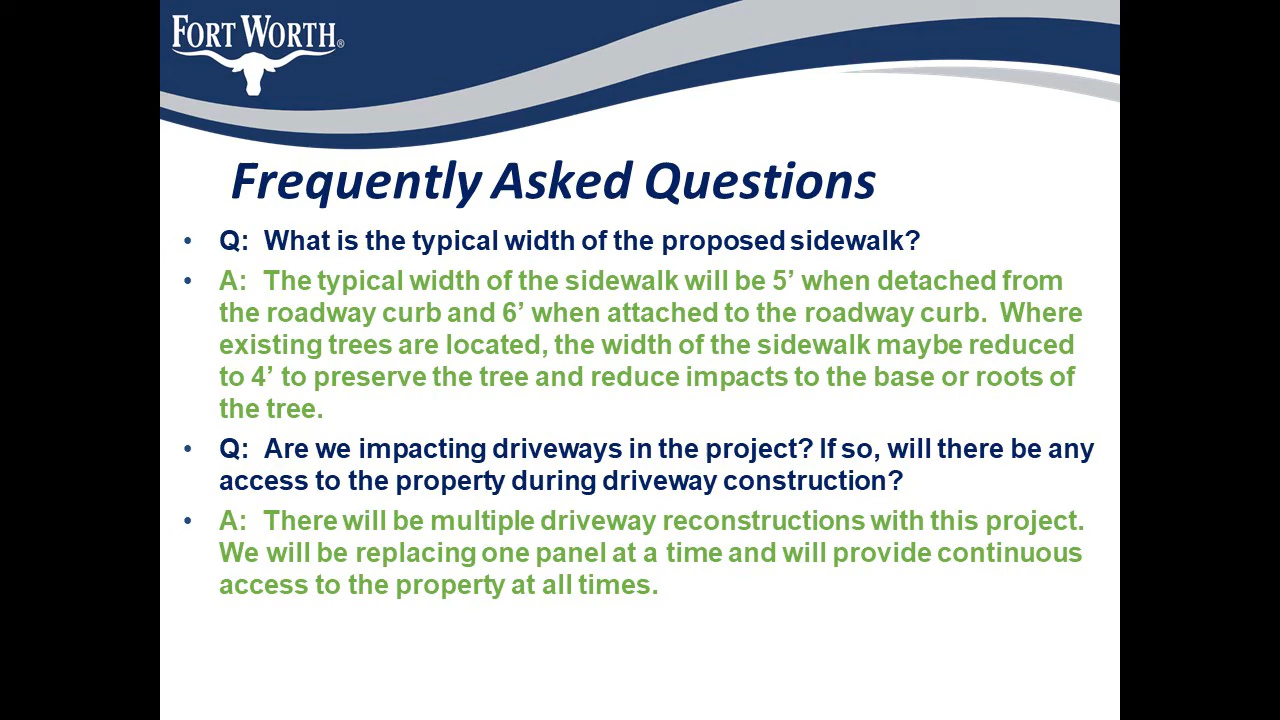 FORT WORTH®
Frequently Asked Questions
• Q:  What is the typical width of the proposed sidewalk?
• A:  The typical width of the sidewalk will be 5’ when detached from
the roadway curb and 6’ when attached to the roadway curb.  Where
existing trees are located, the width of the sidewalk maybe reduced
to 4’ to preserve the tree and reduce impacts to the base or roots of
the tree.
• Q:  Are we impacting driveways in the project? If so, will there be any
access to the property during driveway construction?
• A:  There will be multiple driveway reconstructions with this project.
We will be replacing one panel at a time and will provide continuous
access to the property at all times.